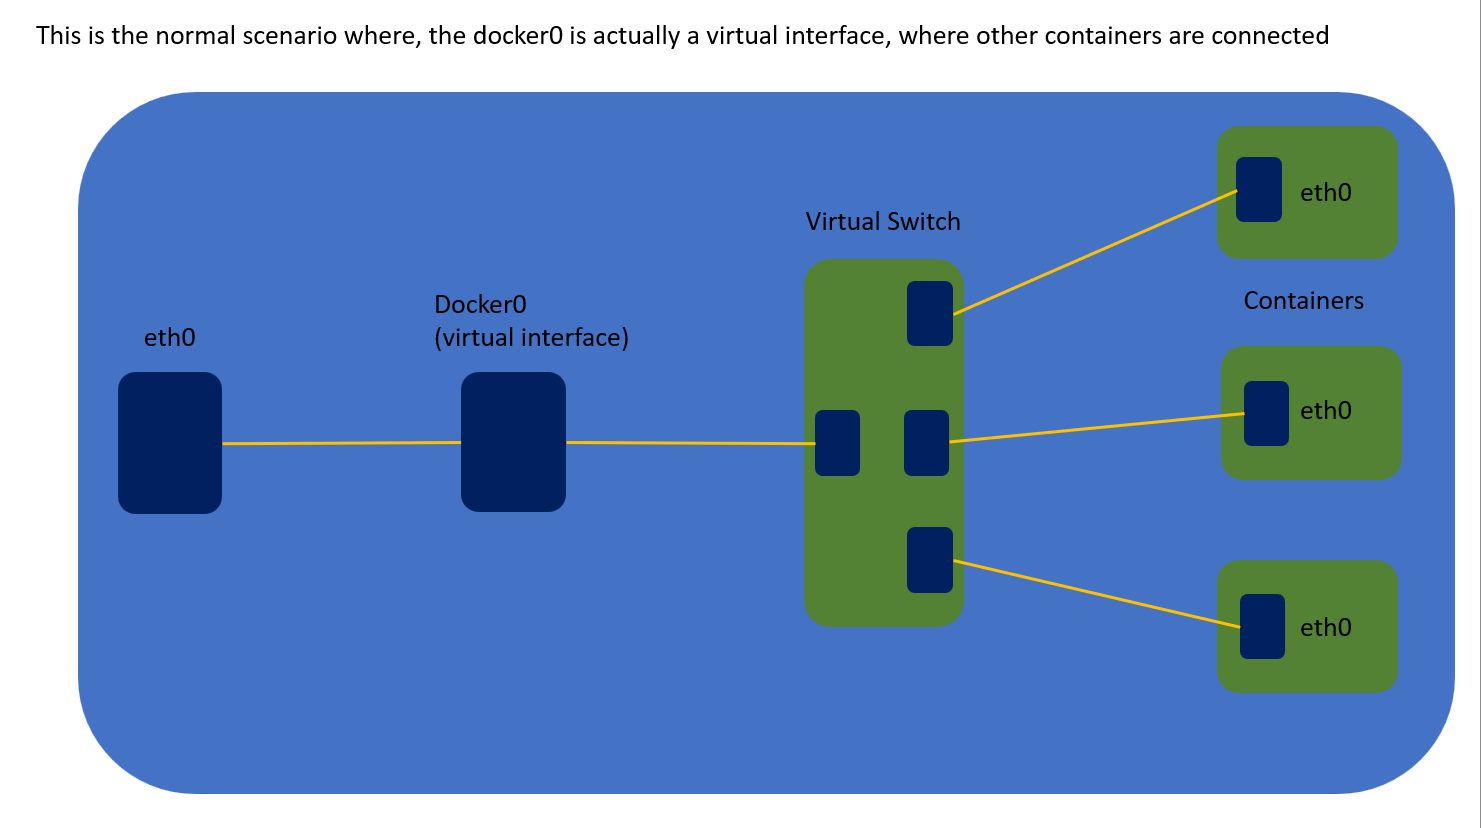 This is the normal scenario where, the docker0 is actually a virtual interface, where other containers are connected
eth0
Docker0
(virtual interface)
Virtual Switch
eth0
Containers
eth0
eth0